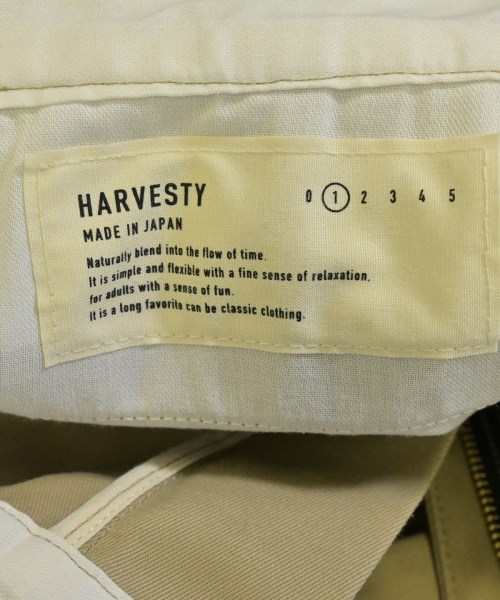 HARVESTY
0 1 2 3 4 5
MADE IN JAPAN
Naturally blend into the flow of time.
It is simple and flexible with a fine sense of relaxation,
for adults with a sense of fun.
It is a long favorite can be classic clothing.